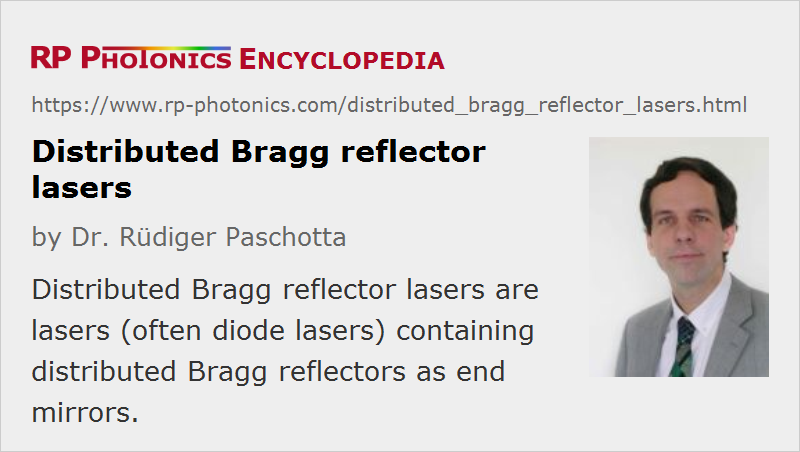 RP PHOTONICS ENCYCLOPEDIA
https://www.rp-photonics.com/distributed_bragg_reflector_lasers.html
Distributed Bragg reflector
lasers
by Dr. Rüdiger Paschotta
Distributed Bragg reflector lasers are
lasers (often diode lasers) containing
distributed Bragg reflectors as end
mirrors.